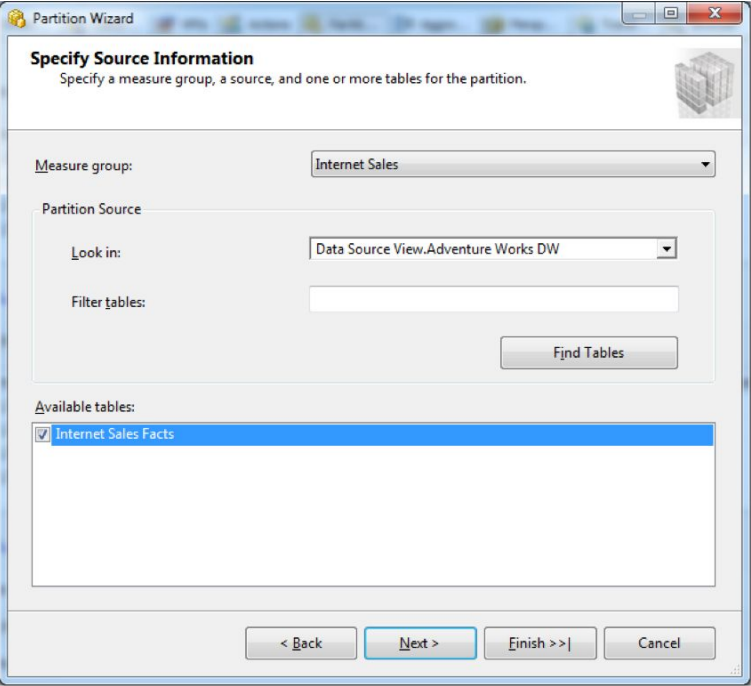 Partition Wizard
Specify Source Information
Specify a measure group, a source, and one or more tables for the partition.
Measure group:
Internet Sales
Partition Source
Look in:
Data Source View.Adventure Works DW
Filter tables:
Find Tables
Available tables:
Internet Sales Facts
< Back
Next >
Finish >>|
Cancel